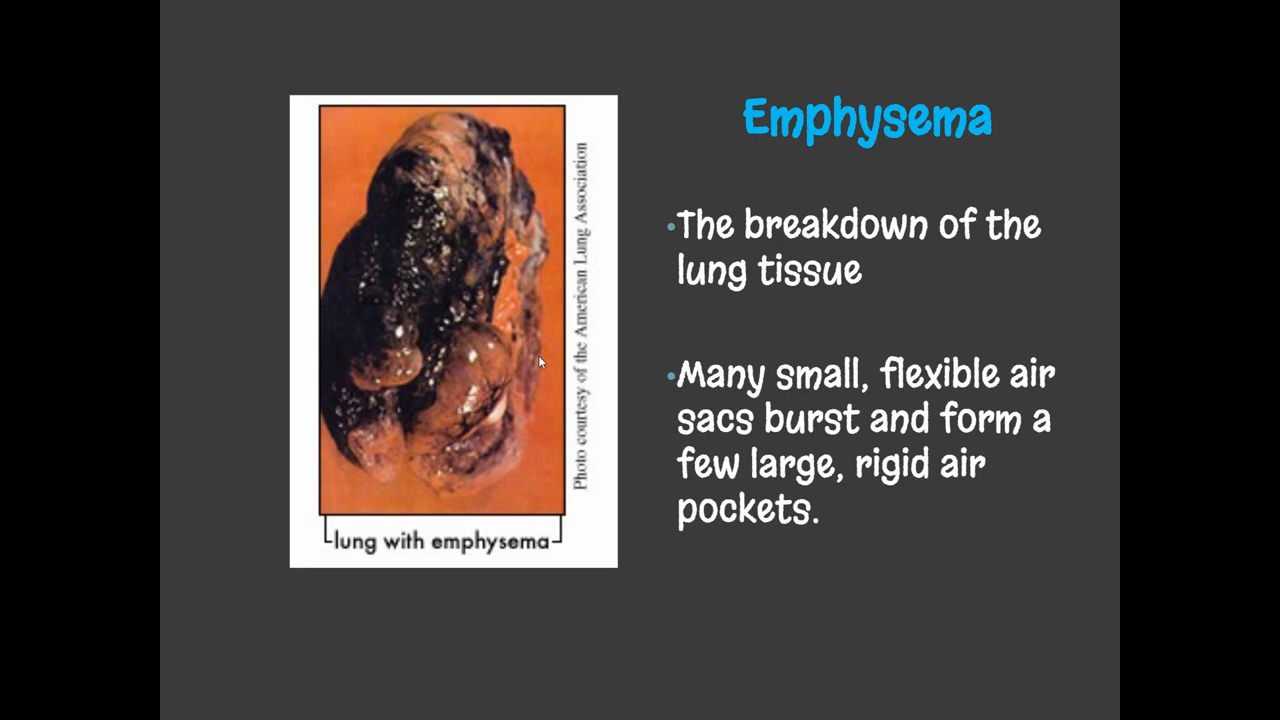 Emphysema
•The breakdown of the
lung tissue
•Many small, flexible air
sacs burst and form a
few large, rigid air
pockets.
Photo courtesy of the American Lung Association
lung with emphysema